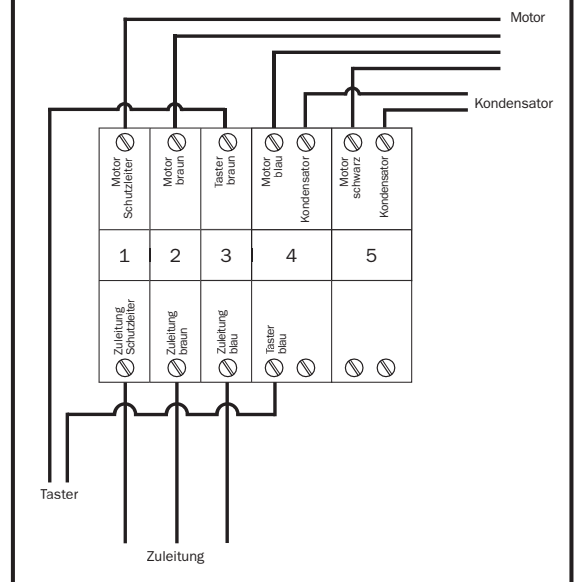 Motor
Kondensator
Motor
Schutzleiter
Motor
braun
Taster
braun
Motor
blau
Kondensator
Motor
schwarz
Kondensator
1
2
3
4
5
Zuleitung
Schutzleiter
Zuleitung
braun
Zuleitung
blau
Taster
blau
Taster
Zuleitung